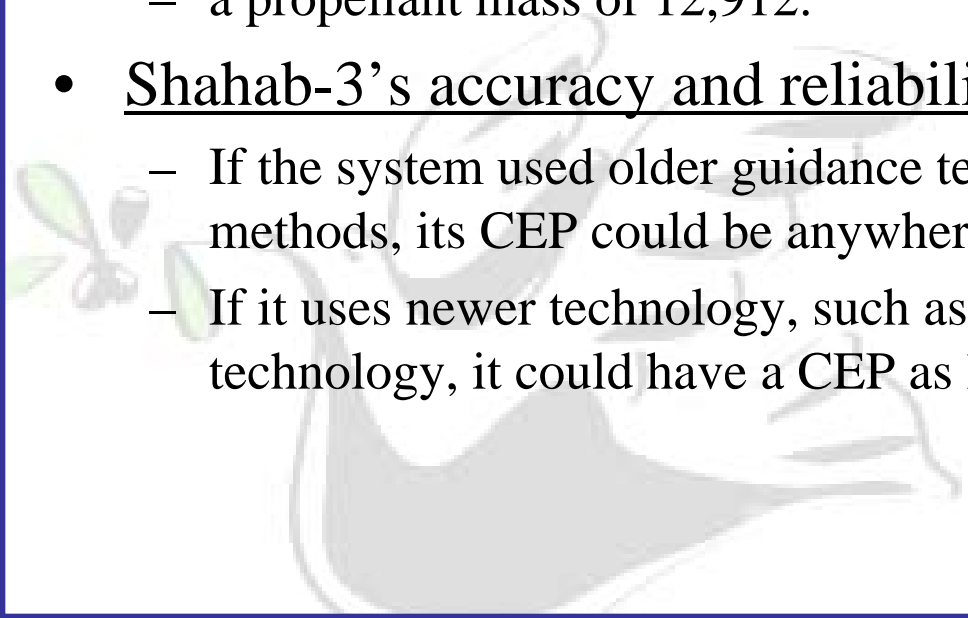 – a propellant mass of 12,912.
• Shahab-3’s accuracy and reliabili
– If the system used older guidance te
methods, its CEP could be anywher
– If it uses newer technology, such as
technology, it could have a CEP as